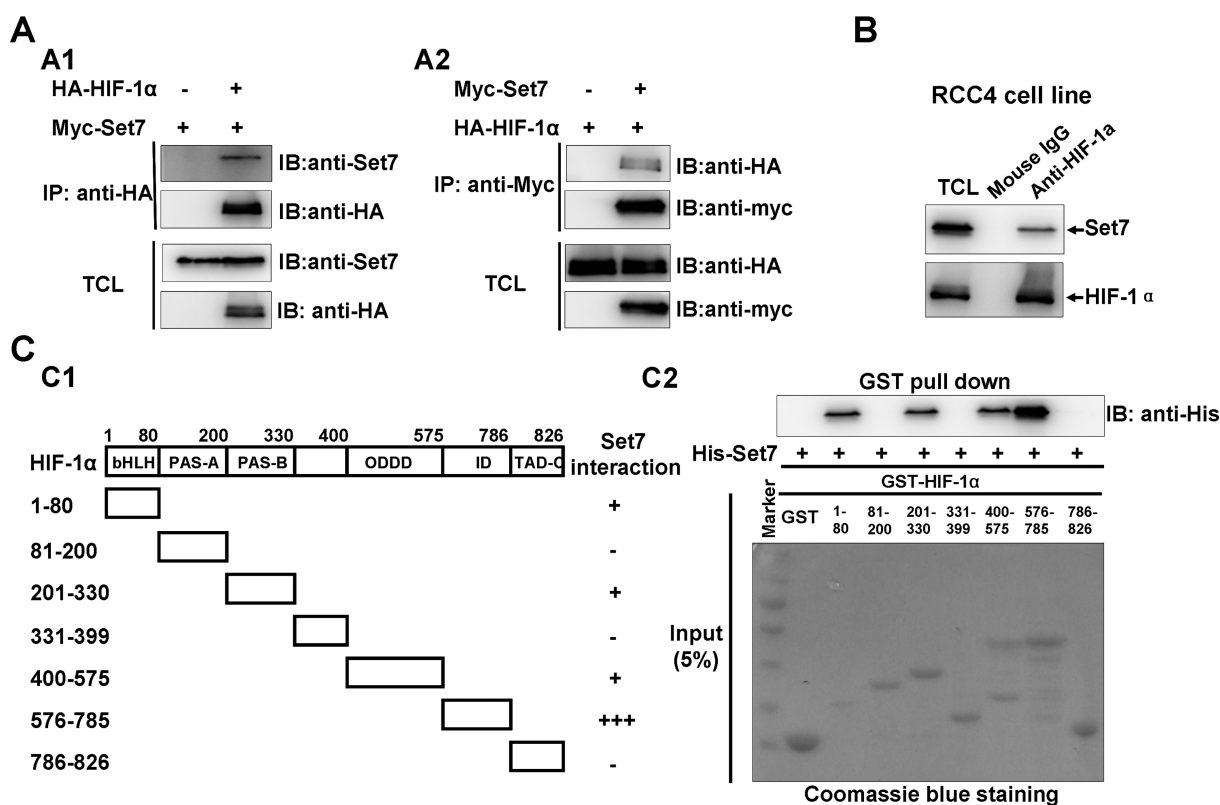 A
A1
HA-HIF-1α - +
Myc-Set7 + +
IP: anti-HA
IB:anti-Set7
IB:anti-HA
TCL
IB:anti-Set7
IB: anti-HA
A2
Myc-Set7 - +
HA-HIF-1α + +
IP: anti-Myc
IB:anti-HA
IB:anti-myc
TCL
IB:anti-HA
IB:anti-myc
B
RCC4 cell line
TCL Mouse IgG Anti-HIF-1a
Set7
HIF-1 α
C
C1
1 80 200 330 400 575 786 826
HIF-1α bHLH PAS-A PAS-B ODDD ID TAD-C
Set7
interaction
1-80 +
81-200 -
201-330 +
331-399 -
400-575 +
576-785 +++
786-826 -
C2
GST pull down
IB: anti-His
His-Set7 + + + + + + + +
GST-HIF-1α
Marker
GST 1- 81- 201- 331- 400- 576- 786-
80 200 330 399 575 785 826
Input
(5%)
Coomassie blue staining